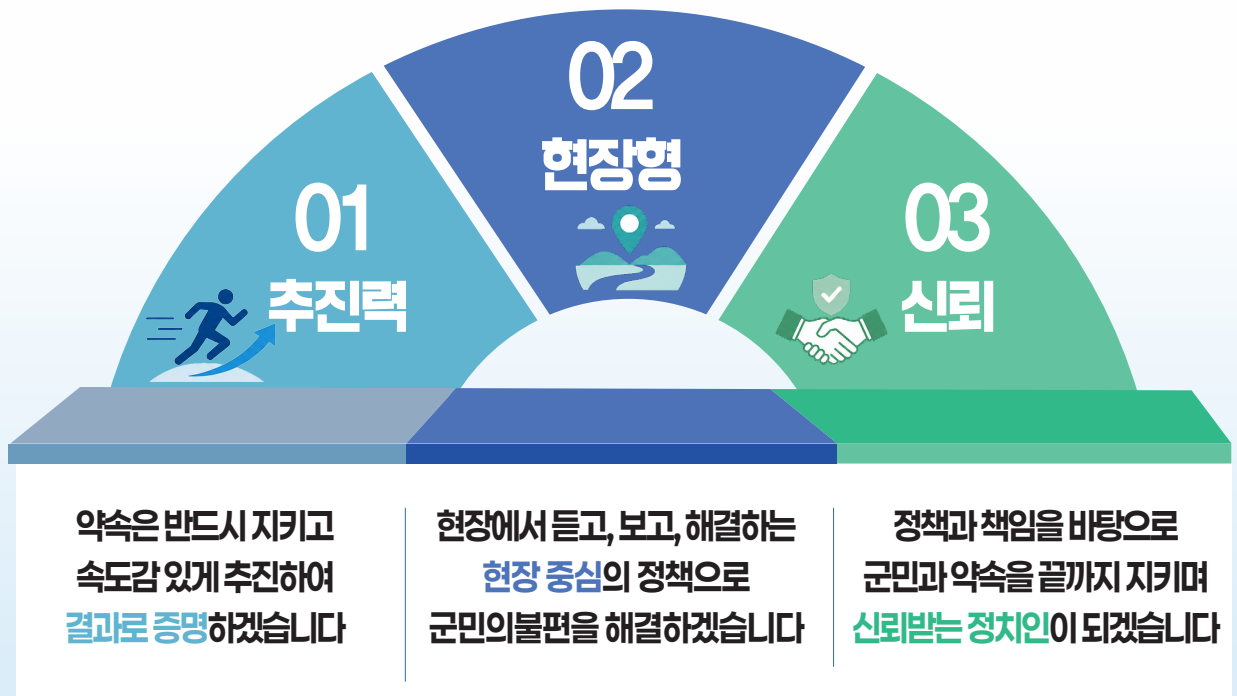 01
추진력
02
현장형
03
신뢰
약속은 반드시 지키고
속도감 있게 추진하여
결과로 증명하겠습니다
현장에서 듣고, 보고, 해결하는
현장 중심의 정책으로
군민의불편을 해결하겠습니다
정책과 책임을 바탕으로
군민과 약속을 끝까지 지키며
신뢰받는 정치인이 되겠습니다